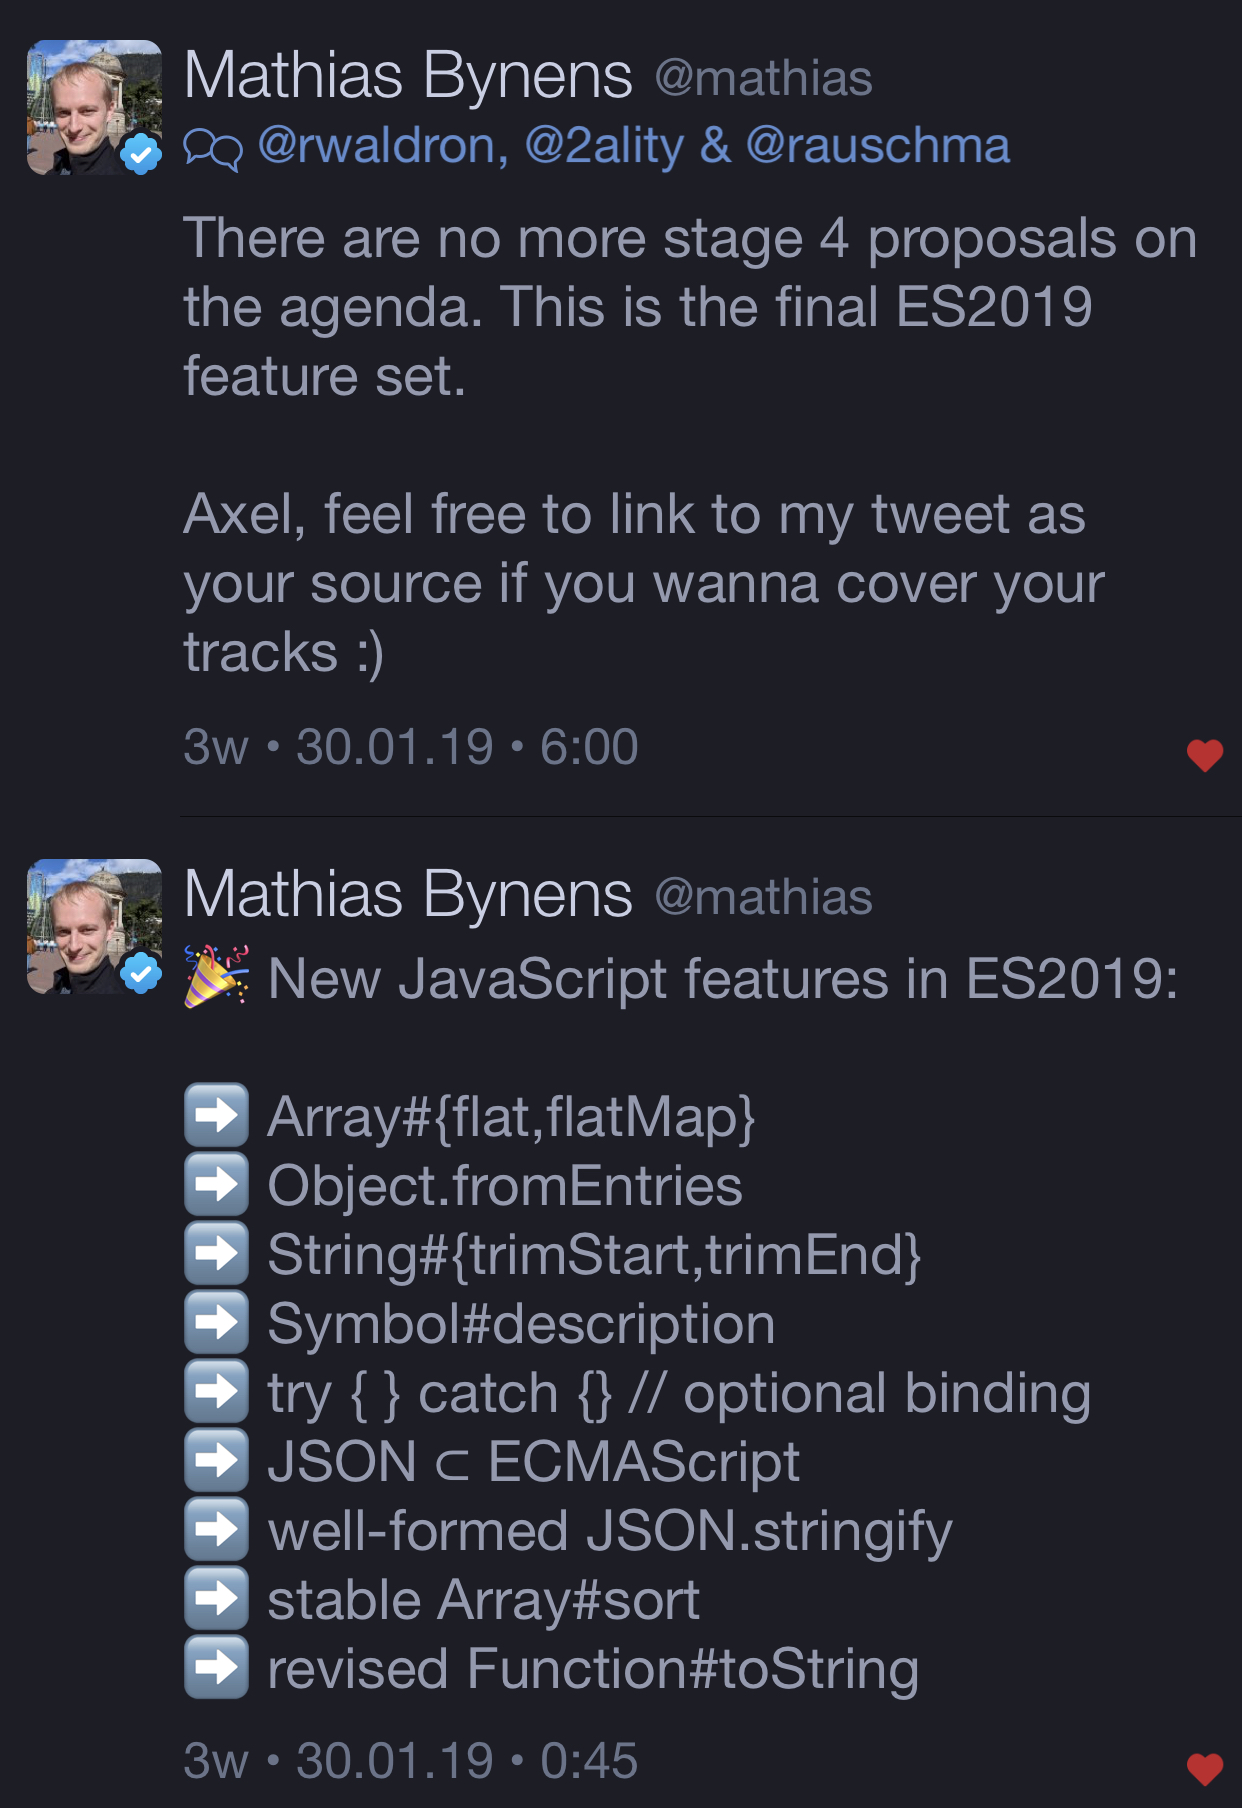 Mathias Bynens @mathias
@rwaldron, @2ality & @rauschma
There are no more stage 4 proposals on
the agenda. This is the final ES2019
feature set.
Axel, feel free to link to my tweet as
your source if you wanna cover your
tracks :)
3w • 30.01.19 • 6:00
Mathias Bynens @mathias
🎉 New JavaScript features in ES2019:
➡️ Array#{flat,flatMap}
➡️ Object.fromEntries
➡️ String#{trimStart,trimEnd}
➡️ Symbol#description
➡️ try { } catch {} // optional binding
➡️ JSON ⊂ ECMAScript
➡️ well-formed JSON.stringify
➡️ stable Array#sort
➡️ revised Function#toString
3w • 30.01.19 • 0:45